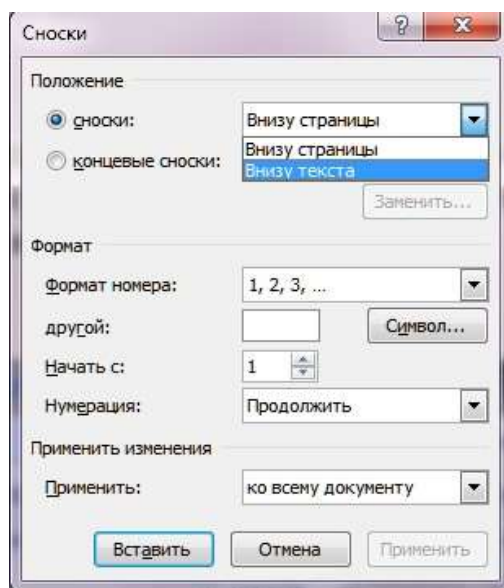 Сноски
Положение
сноски: Внизу страницы
Внизу страницы
концевые сноски: Внизу текста
Заменить...
Формат
Формат номера: 1, 2, 3, ...
другой: Символ...
Начать с: 1
Нумерация: Продолжить
Применить изменения
Применить: ко всему документу
Вставить Отмена Применить